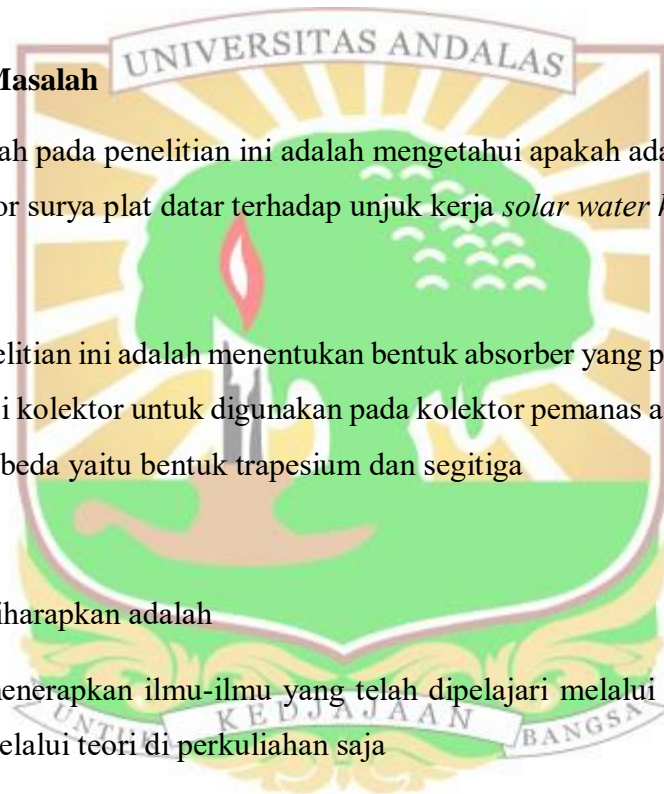 UNIVERSITAS ANDALAS
Masalah
ah pada penelitian ini adalah mengetahui apakah ada
or surya plat datar terhadap unjuk kerja solar water h
elitian ini adalah menentukan bentuk absorber yang p
i kolektor untuk digunakan pada kolektor pemanas a
beda yaitu bentuk trapesium dan segitiga
iharapkan adalah
enerapkan ilmu-ilmu yang telah dipelajari melalui
elalui teori di perkuliahan saja
UNTUK KEDJAJAAN BANGSA